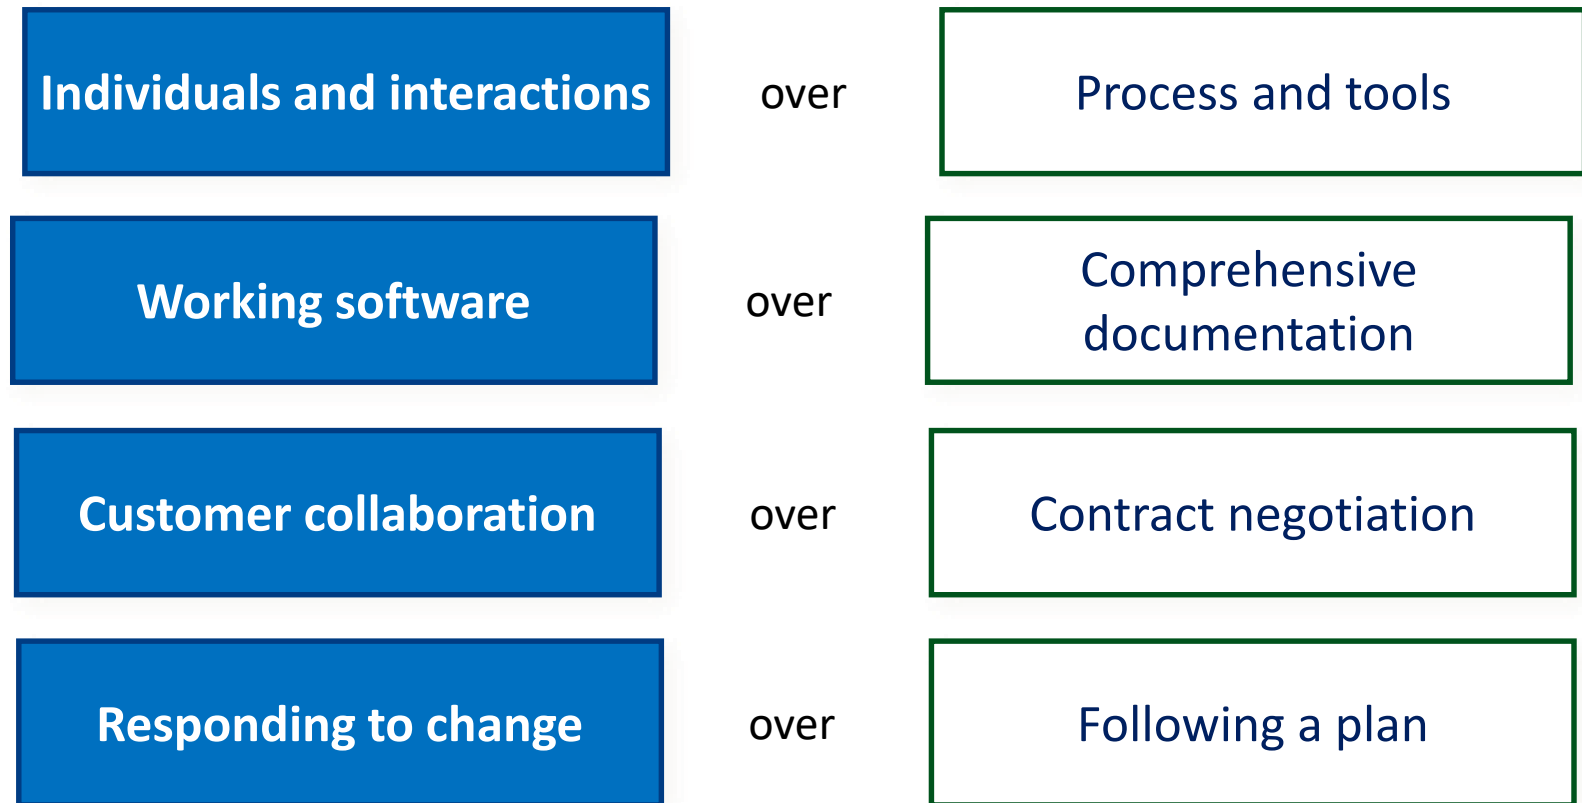 Individuals and interactions over Process and tools
Working software over Comprehensive
documentation
Customer collaboration over Contract negotiation
Responding to change over Following a plan